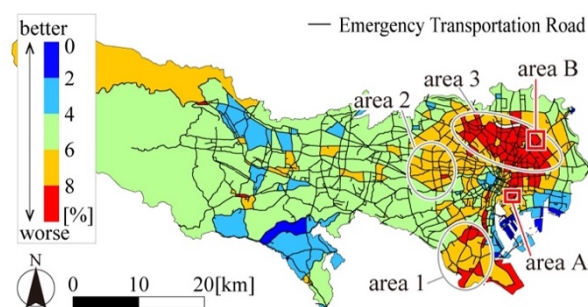 better
0
2
4
6
8
[%]
worse
— Emergency Transportation Road
area B
area 3
area 2
area A
area 1
N
0 10 20[km]